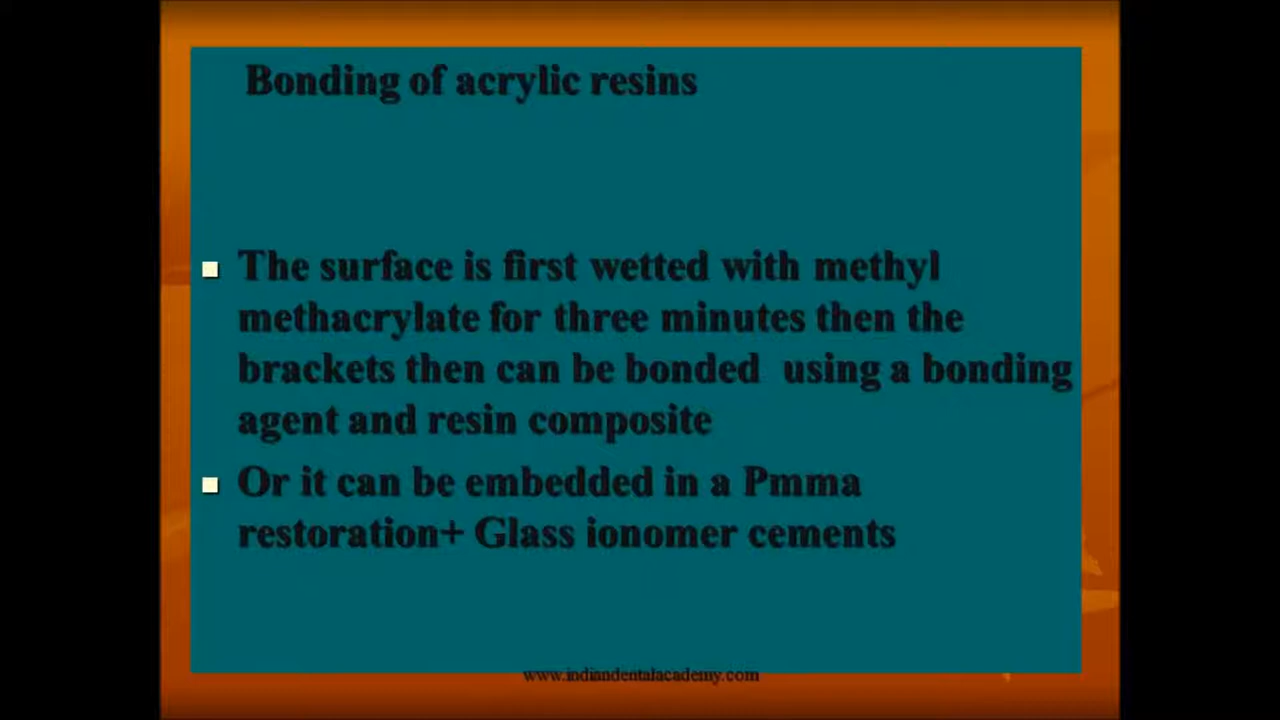 Bonding of acrylic resins
The surface is first wetted with methyl
methacrylate for three minutes then the
brackets then can be bonded using a bonding
agent and resin composite
Or it can be embedded in a Pmma
restoration+ Glass ionomer cements
www.indiandentalacademy.com